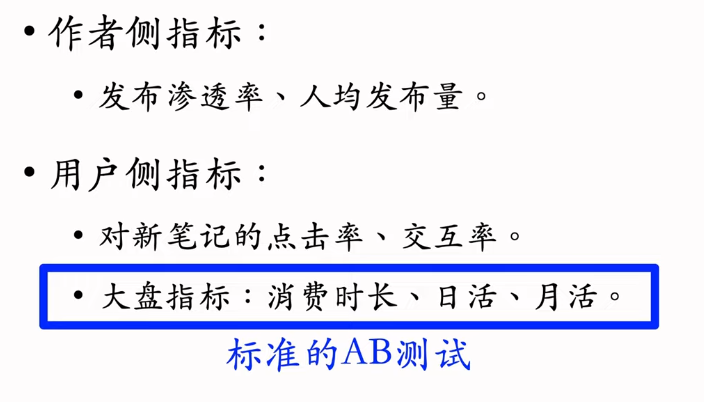 • 作者侧指标：
• 发布渗透率、人均发布量。
• 用户侧指标：
• 对新笔记的点击率、交互率。
• 大盘指标：消费时长、日活、月活。
标准的AB测试